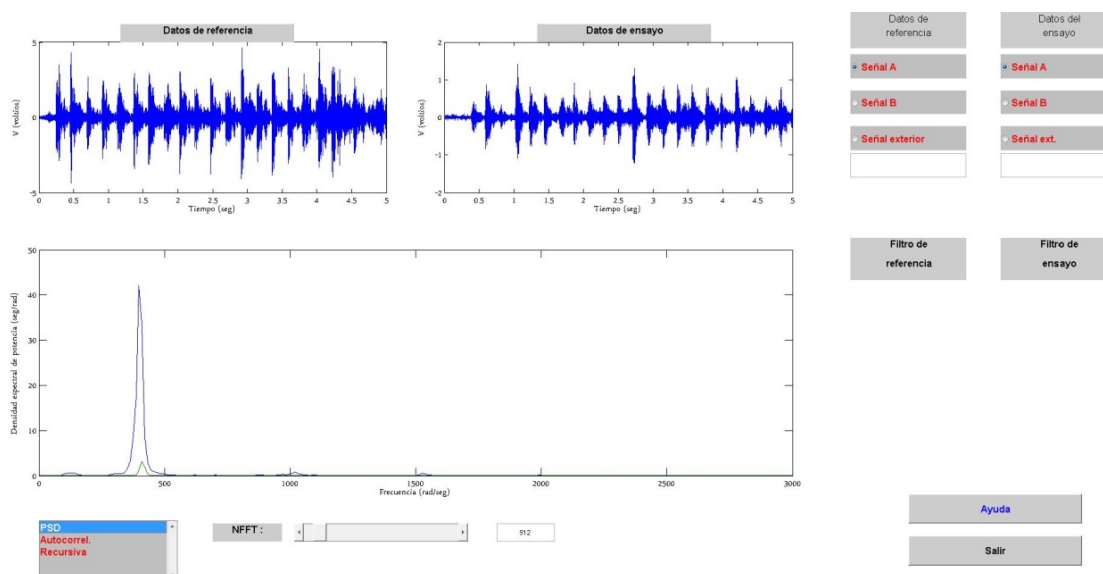 Datos de referencia
5
0
-5
V (voldos)
0 0.5 1 1.5 2 2.5 3 3.5 4 4.5 5
Tiempo (seg)
Datos de ensayo
2
1
0
-1
-2
V (voldos)
0 0.5 1 1.5 2 2.5 3 3.5 4 4.5 5
Tiempo (seg)
Datos de
referencia
Señal A
Señal B
Señal exterior
Datos del
ensayo
Señal A
Señal B
Señal ext.
Filtro de
referencia
Filtro de
ensayo
50
40
30
20
10
0
Densidad espectral de potencia (seg/rad)
0 500 1000 1500 2000 2500 3000
Frecuencia (rad/seg)
PSD
Autocorrel.
Recursiva
NFFT :
512
Ayuda
Salir